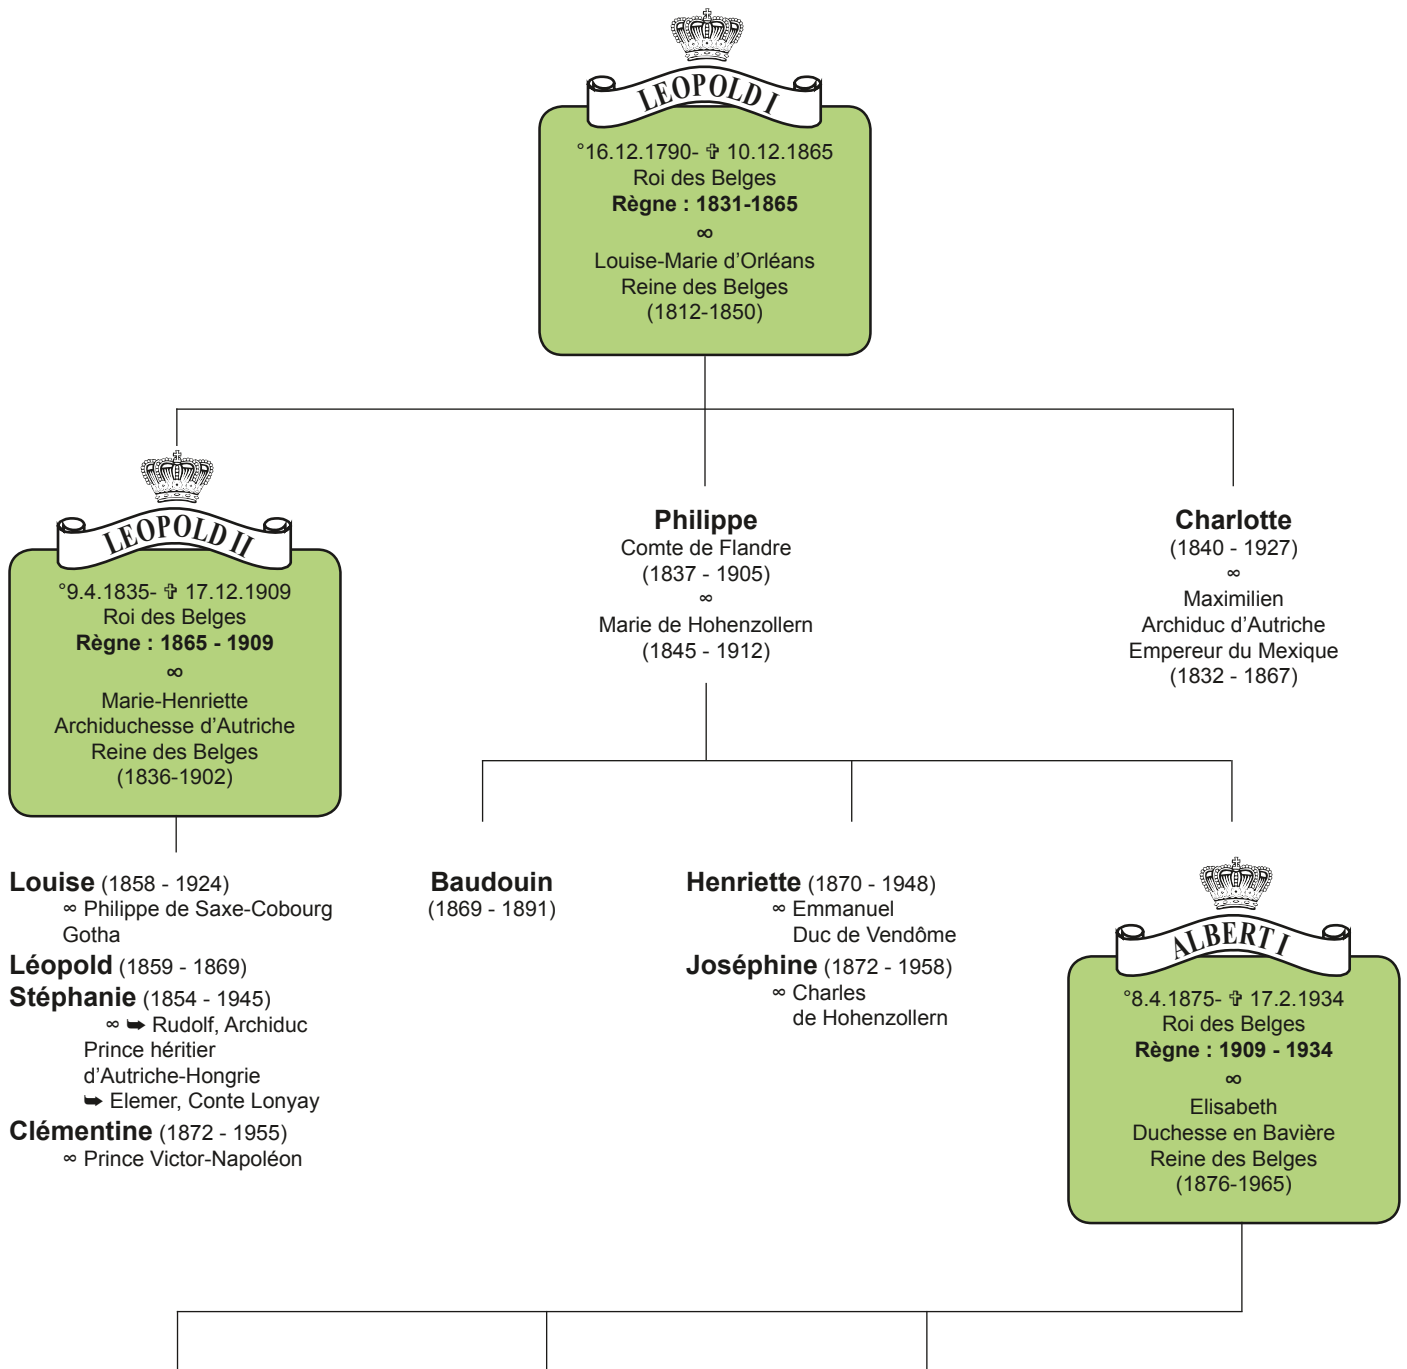 LEOPOLD I
°16.12.1790- ✞ 10.12.1865
Roi des Belges
Règne : 1831-1865
∞
Louise-Marie d’Orléans
Reine des Belges
(1812-1850)
LEOPOLD II
°9.4.1835- ✞ 17.12.1909
Roi des Belges
Règne : 1865 - 1909
∞
Marie-Henriette
Archiduchesse d’Autriche
Reine des Belges
(1836-1902)
Philippe
Comte de Flandre
(1837 - 1905)
∞
Marie de Hohenzollern
(1845 - 1912)
Charlotte
(1840 - 1927)
∞
Maximilien
Archiduc d’Autriche
Empereur du Mexique
(1832 - 1867)
Louise (1858 - 1924)
∞ Philippe de Saxe-Cobourg
Gotha
Léopold (1859 - 1869)
Stéphanie (1854 - 1945)
∞ ➥ Rudolf, Archiduc
Prince héritier
d’Autriche-Hongrie
➥ Elemer, Conte Lonyay
Clémentine (1872 - 1955)
∞ Prince Victor-Napoléon
Baudouin
(1869 - 1891)
Henriette (1870 - 1948)
∞ Emmanuel
Duc de Vendôme
Joséphine (1872 - 1958)
∞ Charles
de Hohenzollern
ALBERT I
°8.4.1875- ✞ 17.2.1934
Roi des Belges
Règne : 1909 - 1934
∞
Elisabeth
Duchesse en Bavière
Reine des Belges
(1876-1965)